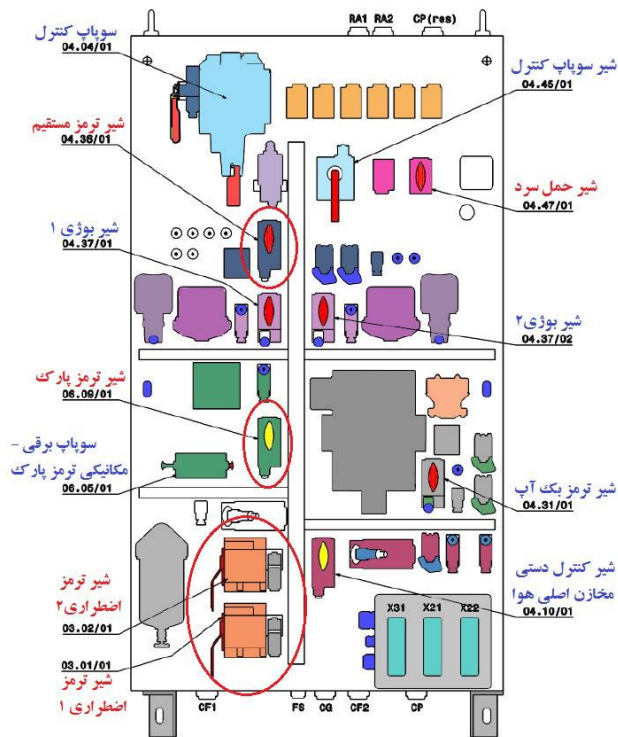 RA1 RA2 CP(res)
سوپاپ کنترل
04.04/01
شیر سوپاپ کنترل
04.45/01
شیر ترمز مستقیم
04.36/01
شیر حمل سرد
04.47/01
شیر بوژی ۱
04.37/01
شیر بوژی۲
04.37/02
شیر ترمز پارک
06.09/01
سوپاپ برقی –
مکانیکی ترمز پارک
06.05/01
شیر ترمز بک آپ
04.31/01
شیر کنترل دستی
مخازن اصلی هوا
04.10/01
شیر ترمز
اضطراری۲
03.02/01
03.01/01
شیر ترمز
اضطراری ۱
X31 X21 X22
CF1 FS CG CF2 CP